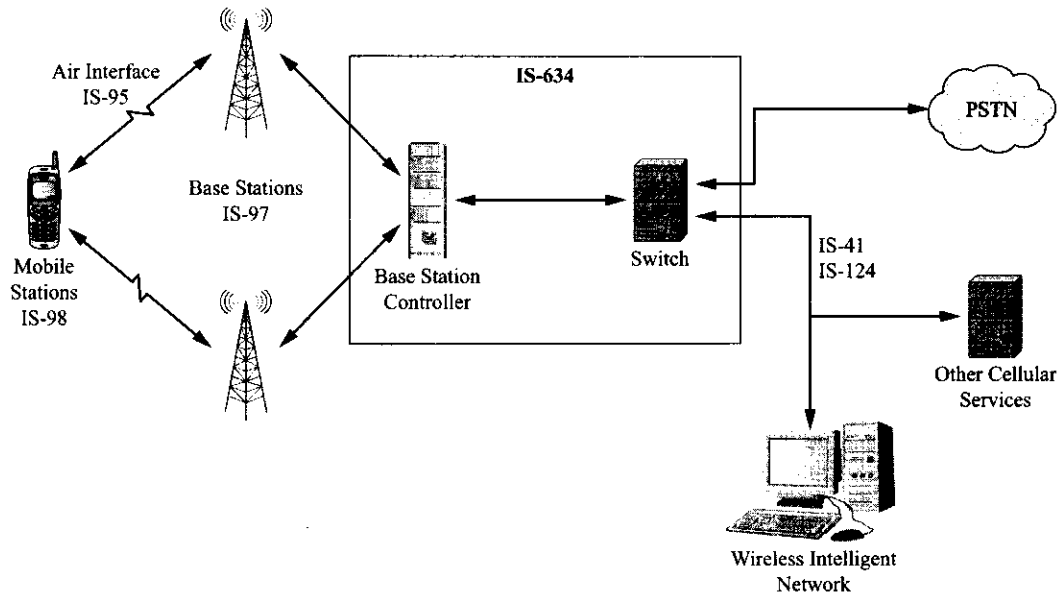 Air Interface
IS-95
IS-634
PSTN
Base Stations
IS-97
Mobile
Stations
IS-98
Base Station
Controller
Switch
IS-41
IS-124
Other Cellular
Services
Wireless Intelligent
Network